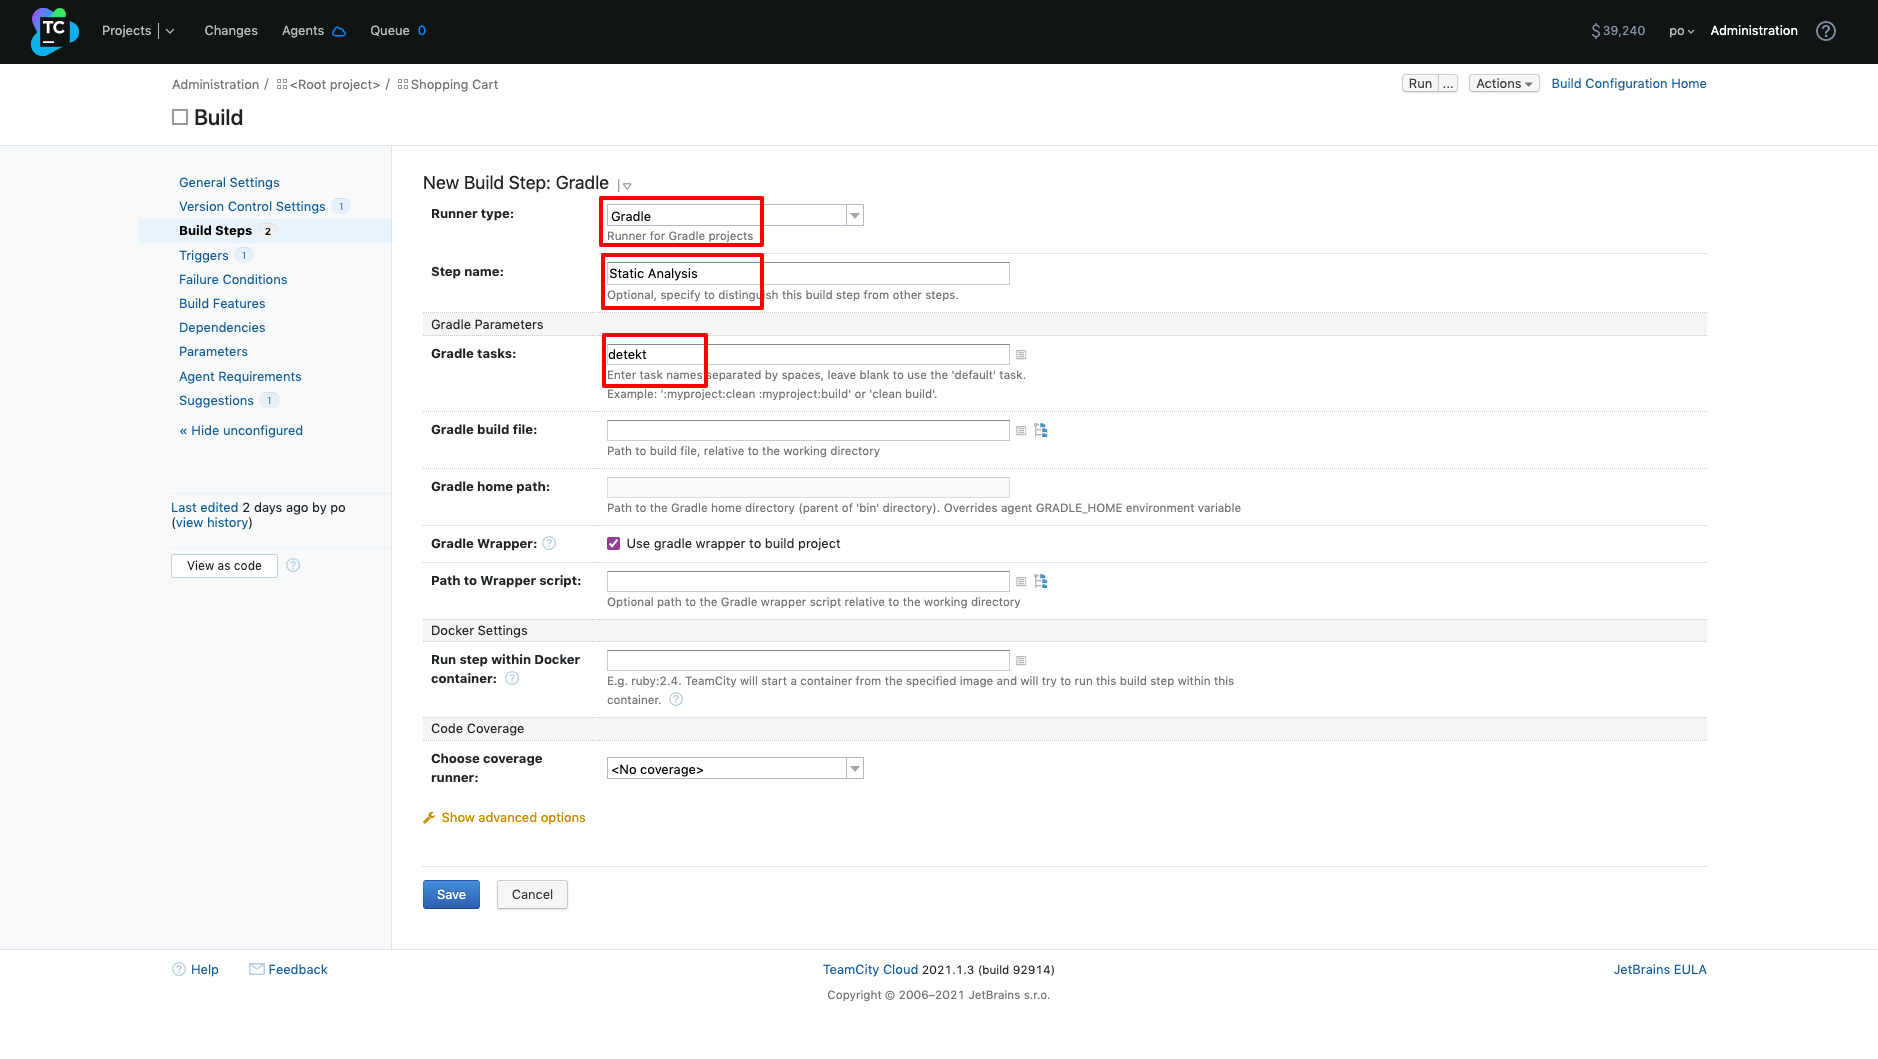 TC
Projects
Changes
Agents
Queue 0
$ 39,240
po
Administration
?
Administration / <Root project> / Shopping Cart
Run ...
Actions
Build Configuration Home
Build
General Settings
Version Control Settings 1
Build Steps 2
Triggers 1
Failure Conditions
Build Features
Dependencies
Parameters
Agent Requirements
Suggestions 1
« Hide unconfigured
Last edited 2 days ago by po
(view history)
View as code ?
New Build Step: Gradle
Runner type:
Gradle
Runner for Gradle projects
Step name:
Static Analysis
Optional, specify to distinguish this build step from other steps.
Gradle Parameters
Gradle tasks:
detekt
Enter task names separated by spaces, leave blank to use the 'default' task.
Example: ':myproject:clean :myproject:build' or 'clean build'.
Gradle build file:
Path to build file, relative to the working directory
Gradle home path:
Path to the Gradle home directory (parent of 'bin' directory). Overrides agent GRADLE_HOME environment variable
Gradle Wrapper: ?
Use gradle wrapper to build project
Path to Wrapper script:
Optional path to the Gradle wrapper script relative to the working directory
Docker Settings
Run step within Docker
container: ?
E.g. ruby:2.4. TeamCity will start a container from the specified image and will try to run this build step within this
container. ?
Code Coverage
Choose coverage
runner:
<No coverage>
Show advanced options
Save
Cancel
? Help
Feedback
TeamCity Cloud 2021.1.3 (build 92914)
JetBrains EULA
Copyright © 2006–2021 JetBrains s.r.o.